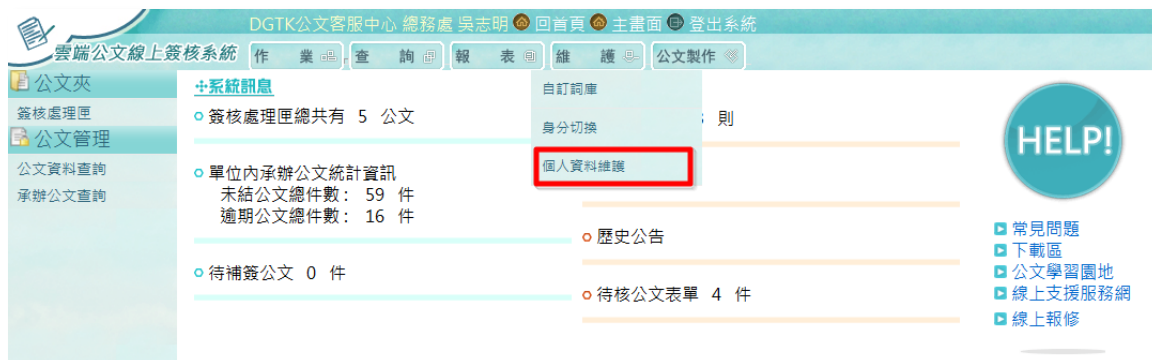 DGTK公文客服中心 總務處 吳志明 回首頁 主畫面 登出系統
雲端公文線上簽核系統
作 業 查 詢 報 表 維 護 公文製作
公文夾
簽核處理匣
公文管理
公文資料查詢
承辦公文查詢
系統訊息
簽核處理匣總共有 5 公文
單位內承辦公文統計資訊
未結公文總件數： 59 件
逾期公文總件數： 16 件
待補簽公文 0 件
自訂詞庫
身分切換
個人資料維護
則
歷史公告
待核公文表單 4 件
HELP!
常見問題
下載區
公文學習園地
線上支援服務網
線上報修